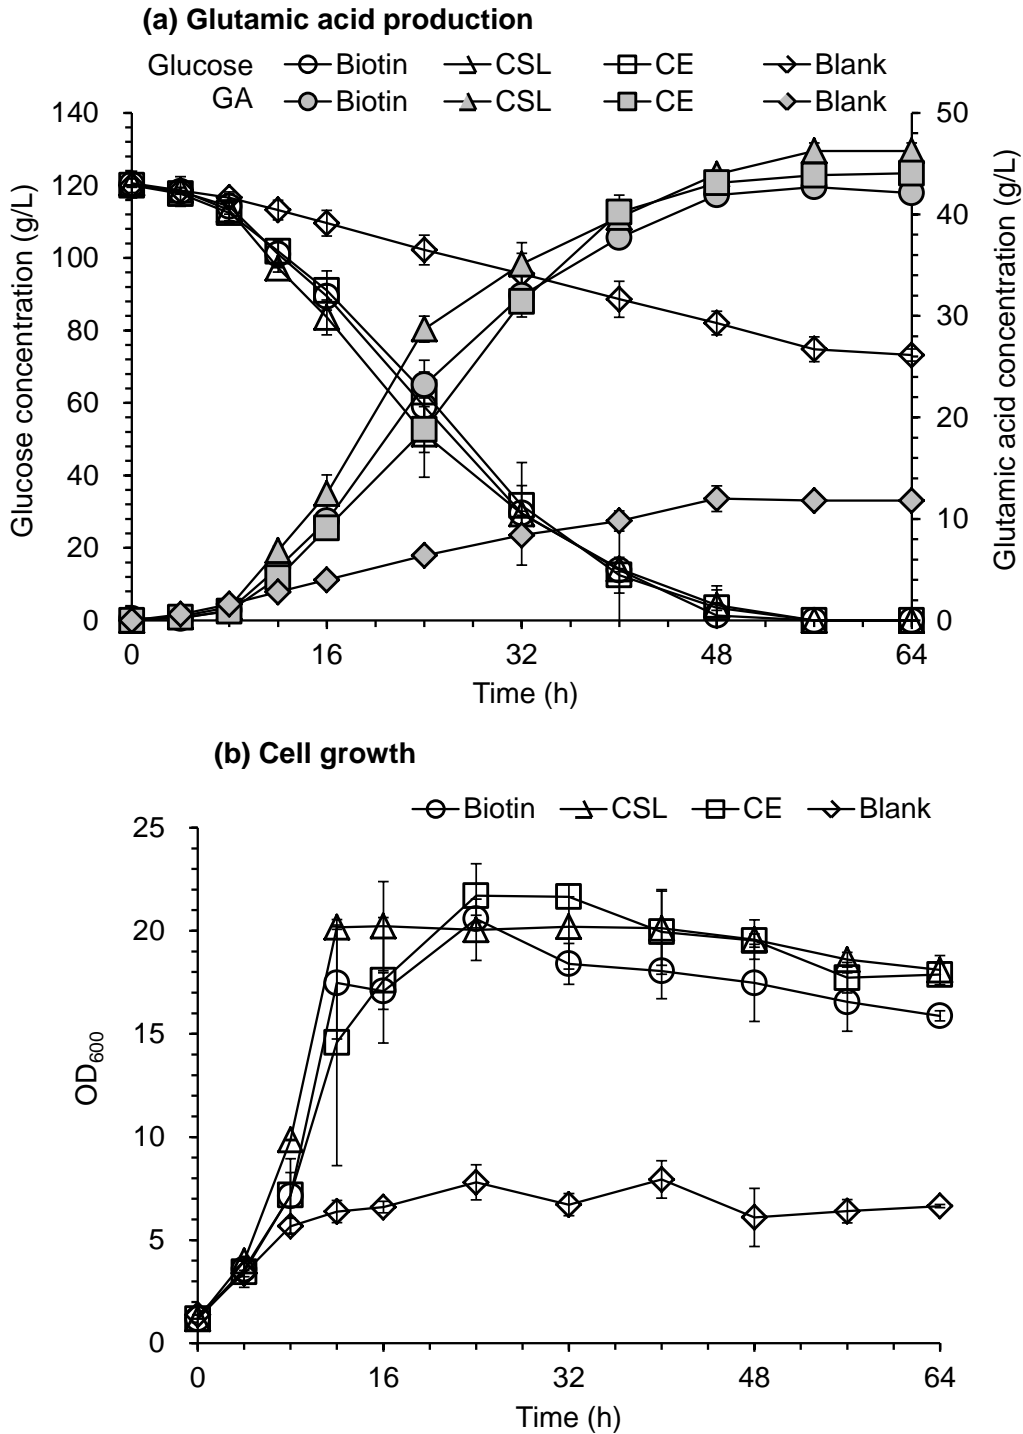 (a) Glutamic acid production
Glucose Biotin CSL CE Blank
GA Biotin CSL CE Blank
140 50
120
100 40
80 30
60 20
40
20 10
0 0
0 16 32 48 64
Glucose concentration (g/L)
Glutamic acid concentration (g/L)
Time (h)
(b) Cell growth
Biotin CSL CE Blank
25
20
15
10
5
0
0 16 32 48 64
OD600
Time (h)